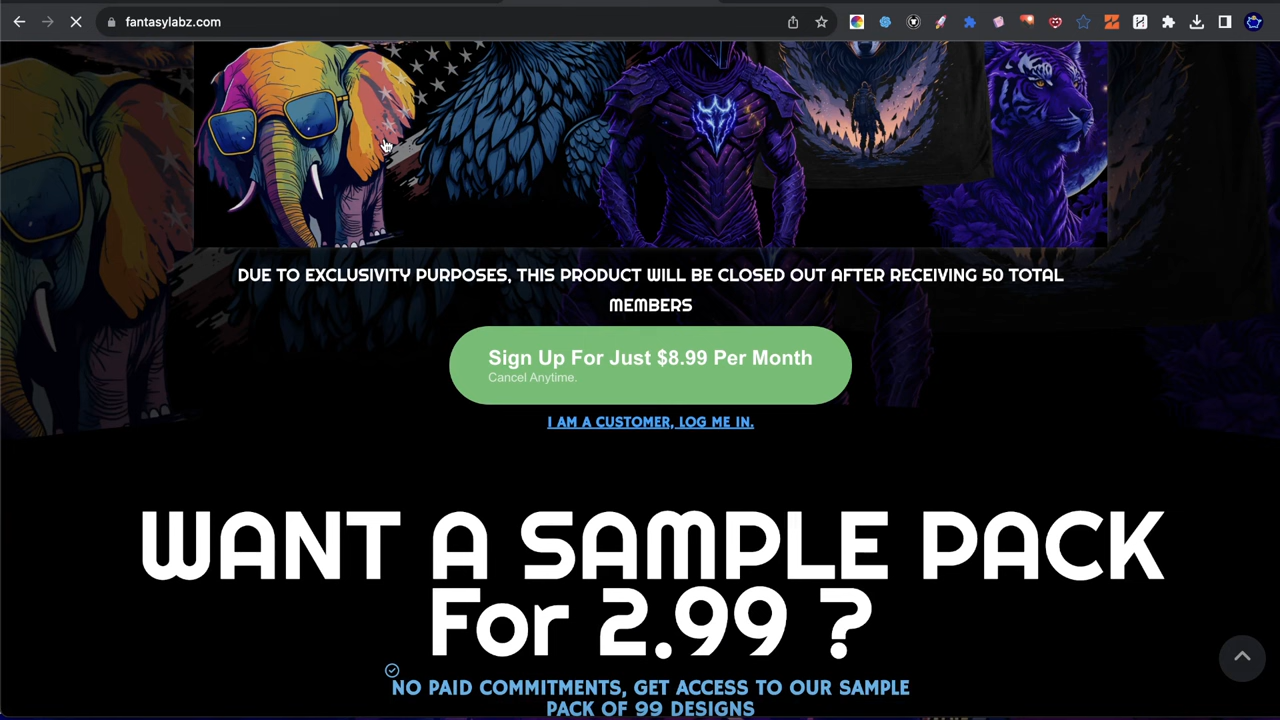 fantasylabz.com
DUE TO EXCLUSIVITY PURPOSES, THIS PRODUCT WILL BE CLOSED OUT AFTER RECEIVING 50 TOTAL
MEMBERS
Sign Up For Just $8.99 Per Month
Cancel Anytime.
I AM A CUSTOMER, LOG ME IN.
WANT A SAMPLE PACK
For 2.99 ?
NO PAID COMMITMENTS, GET ACCESS TO OUR SAMPLE
PACK OF 99 DESIGNS